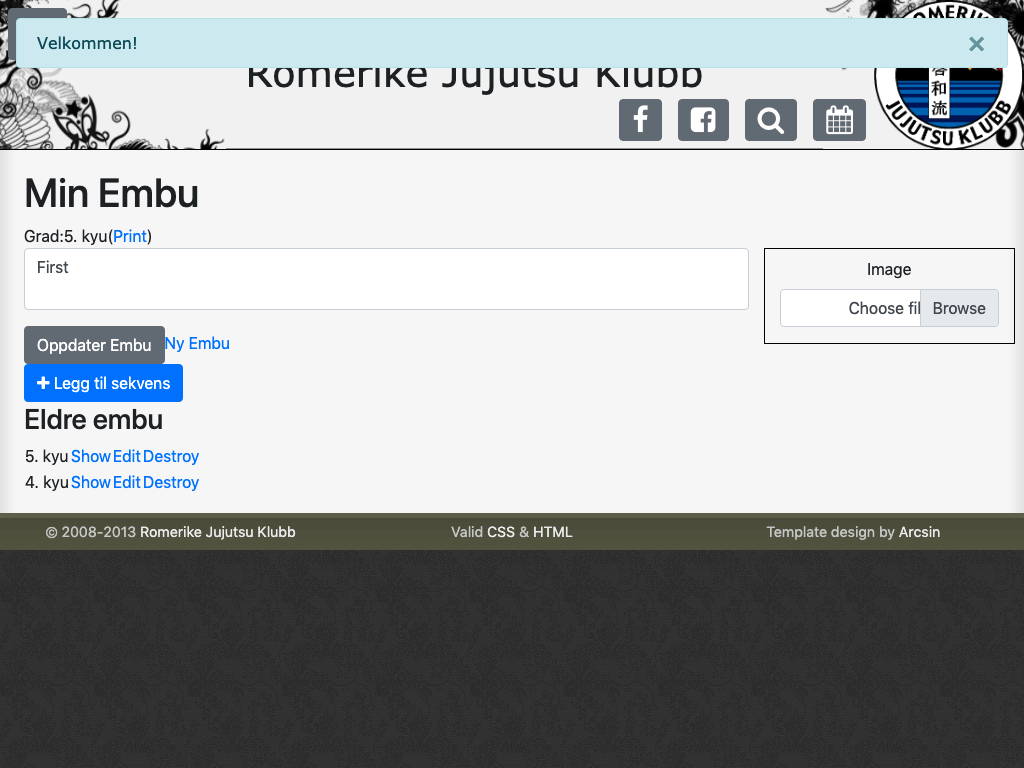 Velkommen!
×
Romerike Jujutsu Klubb
ROMERIKE
和
流
JUJUTSU KLUBB
Min Embu
Grad:5. kyu(Print)
First
Image
Choose fil
Browse
Oppdater Embu Ny Embu
Legg til sekvens
Eldre embu
5. kyu Show Edit Destroy
4. kyu Show Edit Destroy
© 2008-2013 Romerike Jujutsu Klubb
Valid CSS & HTML
Template design by Arcsin